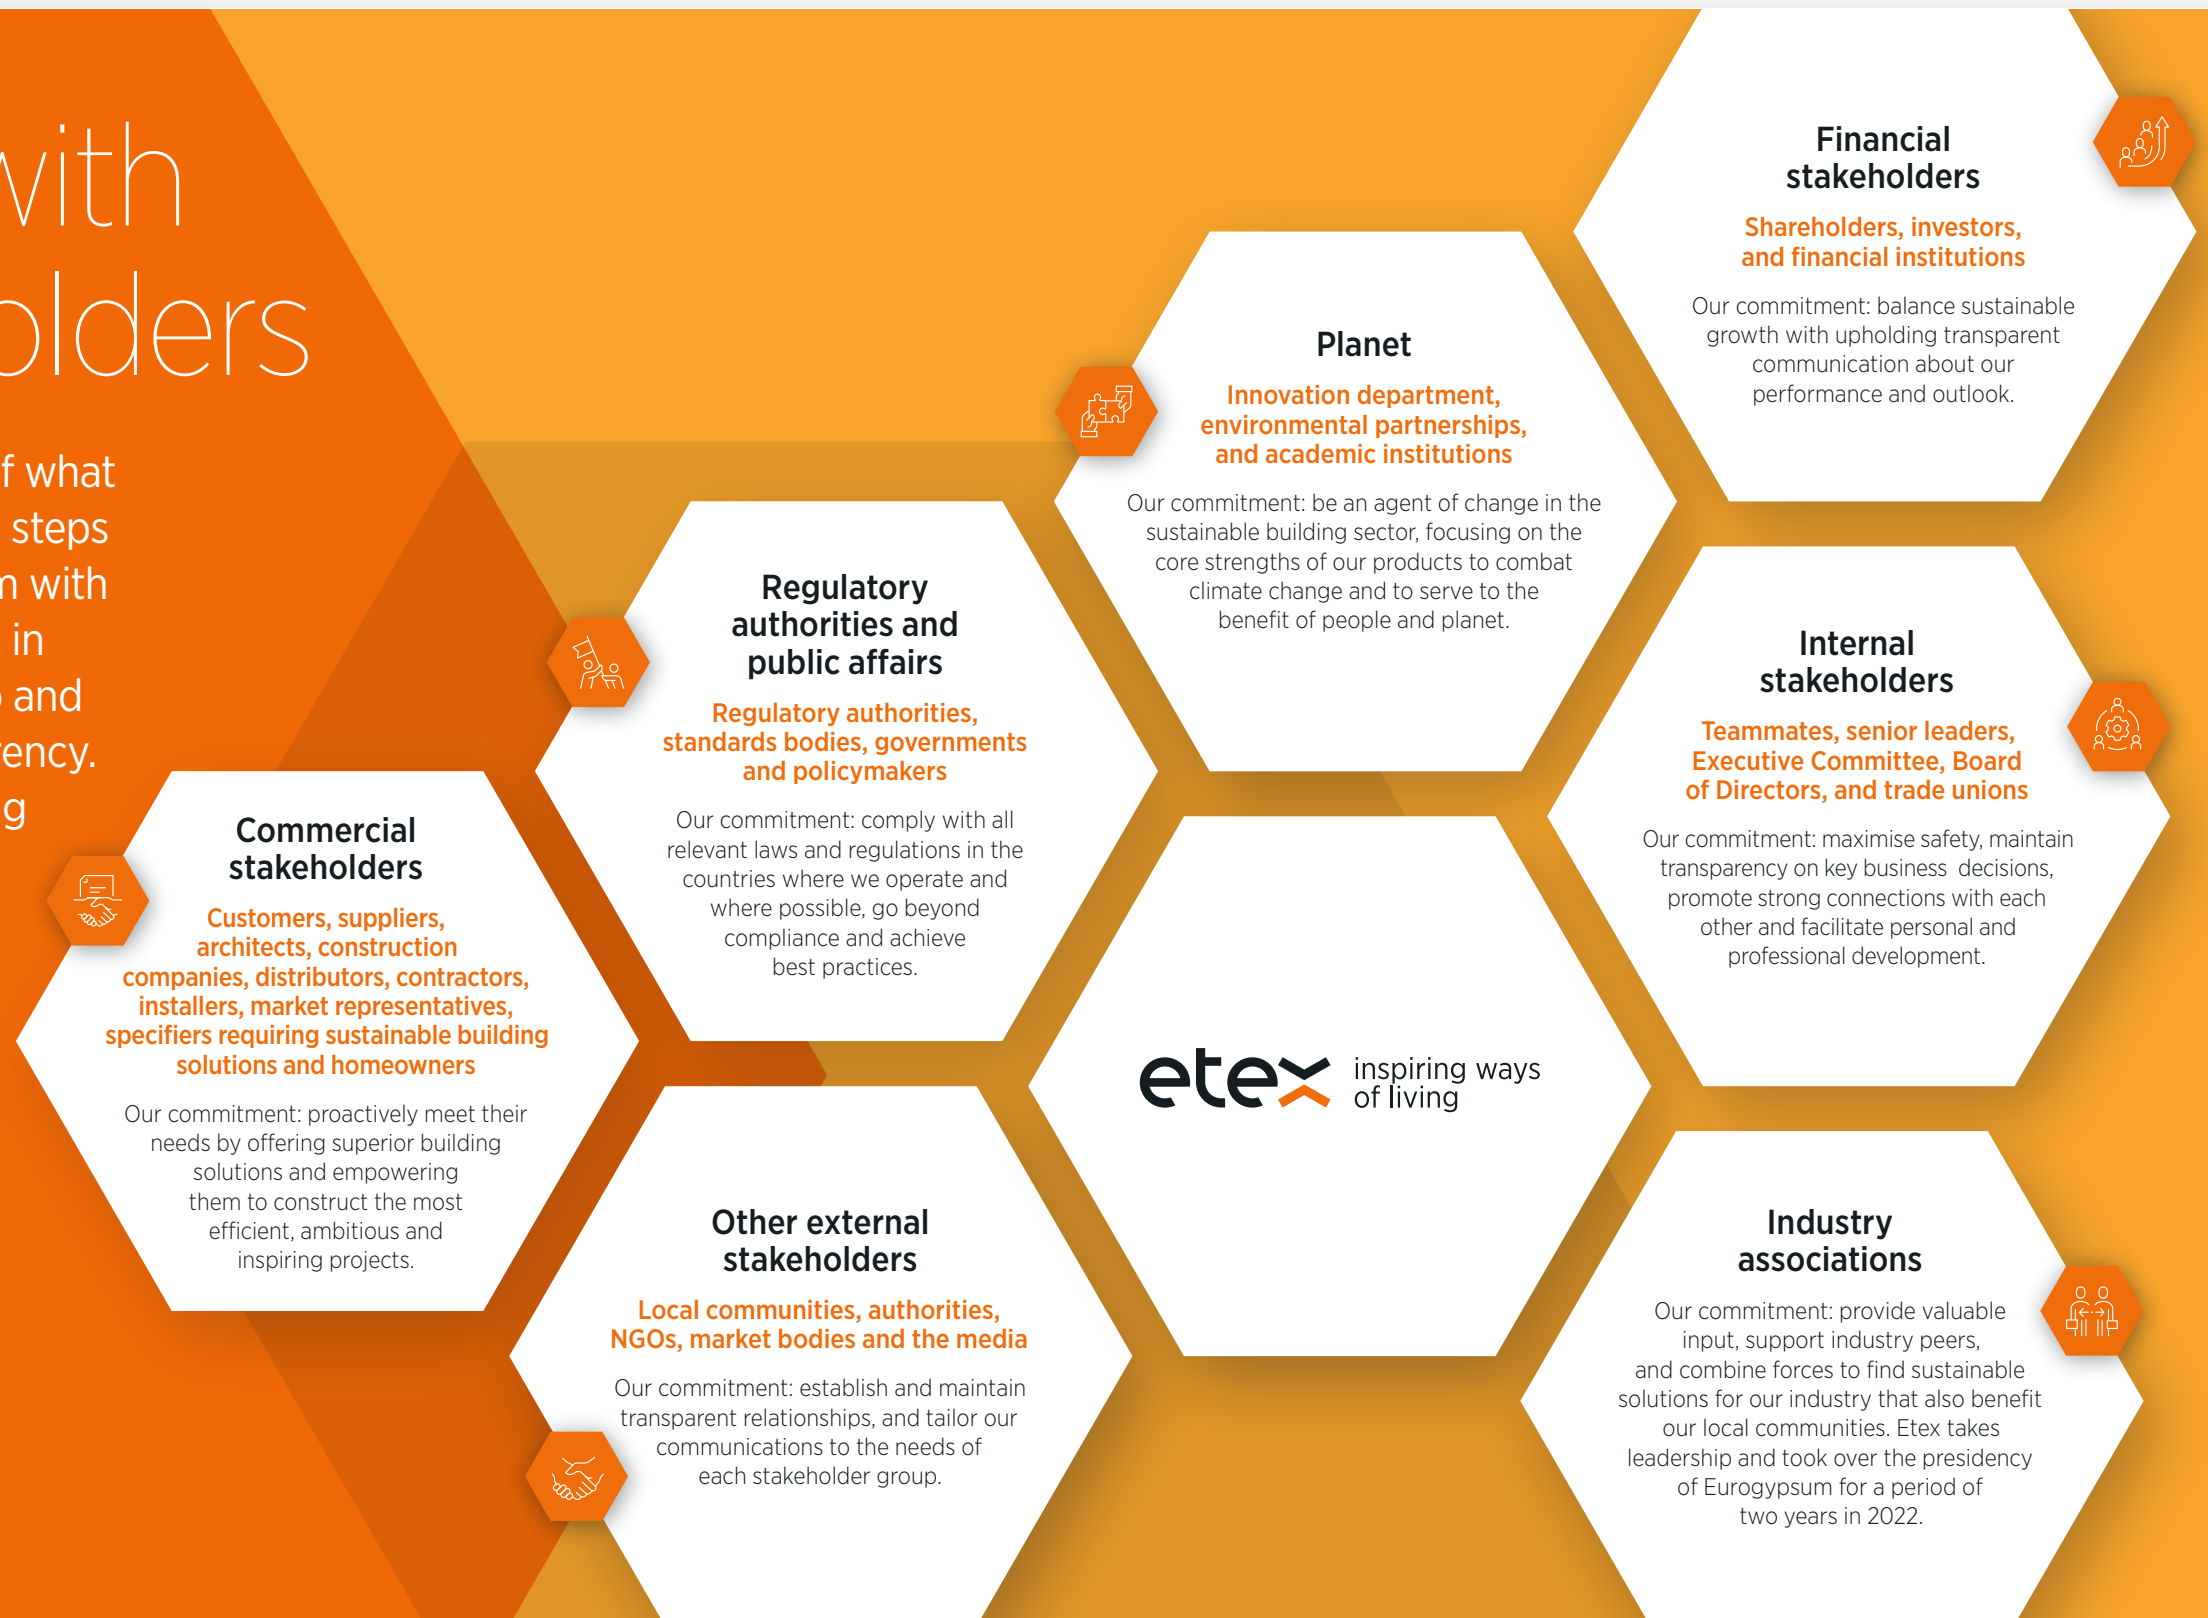 with
olders
f what
steps
with
in
and
ency.
g
Commercial
stakeholders
Customers, suppliers,
architects, construction
companies, distributors, contractors,
installers, market representatives,
specifiers requiring sustainable building
solutions and homeowners
Our commitment: proactively meet their
needs by offering superior building
solutions and empowering
them to construct the most
efficient, ambitious and
inspiring projects.
Regulatory
authorities and
public affairs
Regulatory authorities,
standards bodies, governments
and policymakers
Our commitment: comply with all
relevant laws and regulations in the
countries where we operate and
where possible, go beyond
compliance and achieve
best practices.
Other external
stakeholders
Local communities, authorities,
NGOs, market bodies and the media
Our commitment: establish and maintain
transparent relationships, and tailor our
communications to the needs of
each stakeholder group.
Planet
Innovation department,
environmental partnerships,
and academic institutions
Our commitment: be an agent of change in the
sustainable building sector, focusing on the
core strengths of our products to combat
climate change and to serve to the
benefit of people and planet.
etex
inspiring ways
of living
Financial
stakeholders
Shareholders, investors,
and financial institutions
Our commitment: balance sustainable
growth with upholding transparent
communication about our
performance and outlook.
Internal
stakeholders
Teammates, senior leaders,
Executive Committee, Board
of Directors, and trade unions
Our commitment: maximise safety, maintain
transparency on key business decisions,
promote strong connections with each
other and facilitate personal and
professional development.
Industry
associations
Our commitment: provide valuable
input, support industry peers,
and combine forces to find sustainable
solutions for our industry that also benefit
our local communities. Etex takes
leadership and took over the presidency
of Eurogypsum for a period of
two years in 2022.